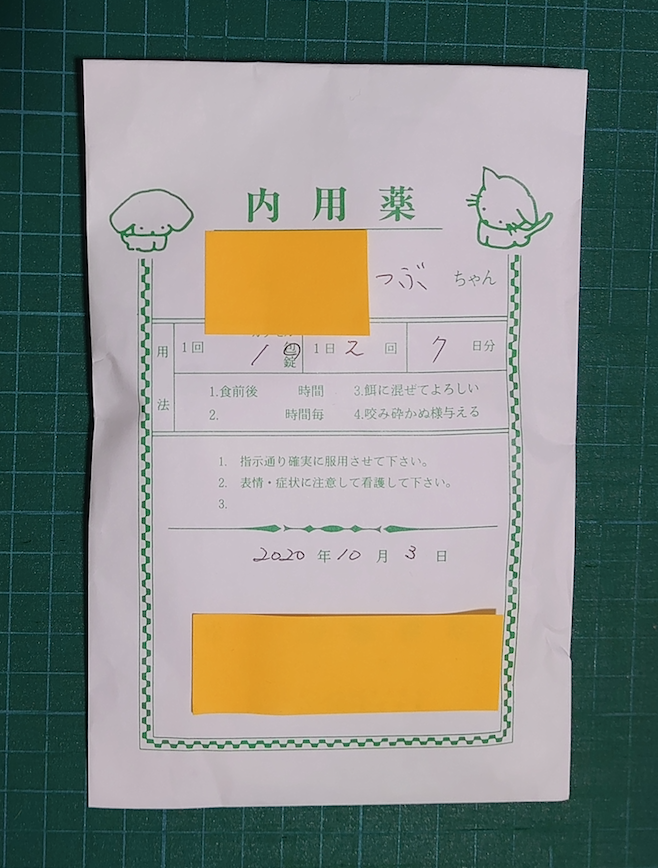 内用薬
つぶ ちゃん
用法
1回 1 包 錠 1日 2 回 7 日分
1.食前後 時間 3.餌に混ぜてよろしい
2. 時間毎 4.咬み砕かぬ様与える
1. 指示通り確実に服用させて下さい。
2. 表情・症状に注意して看護して下さい。
3.
2020 年 10 月 3 日